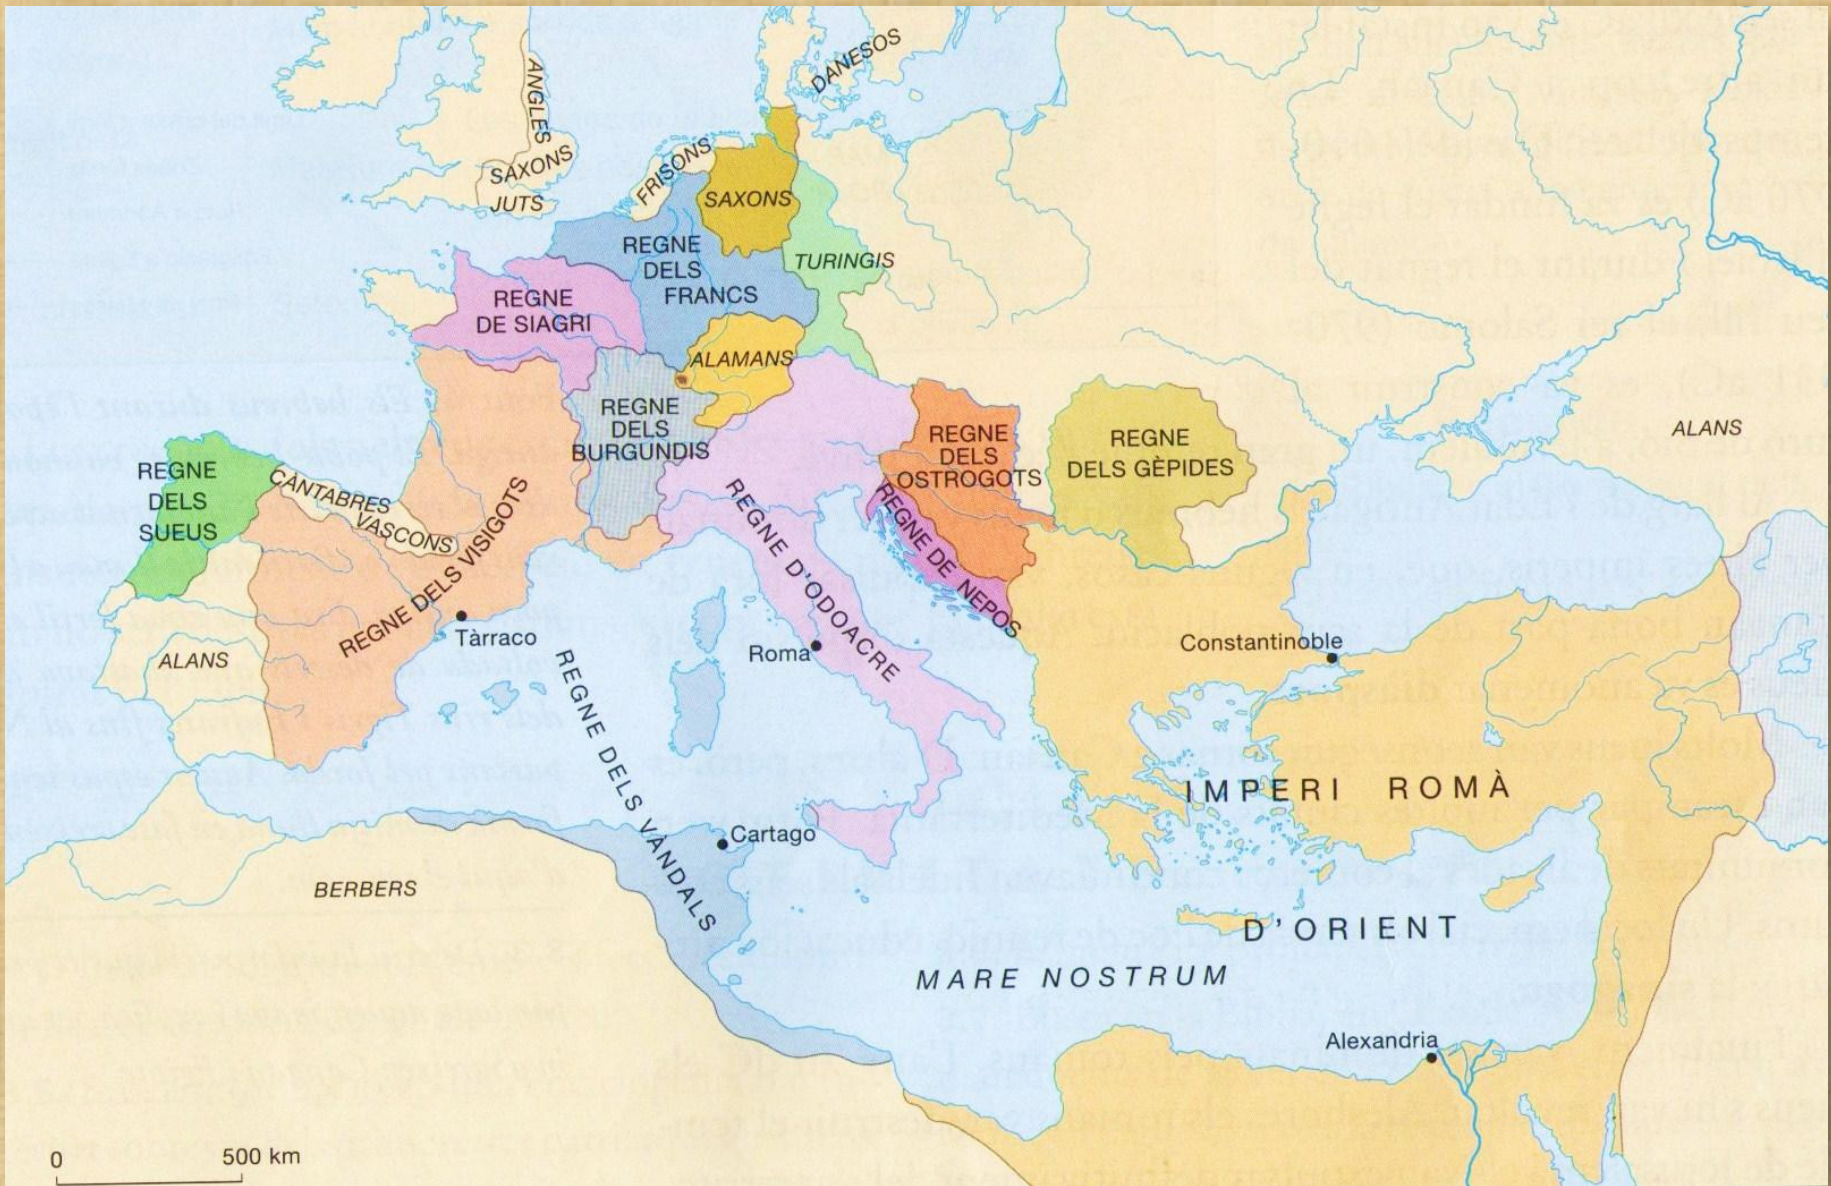 DANESOS
ANGLES
SAXONS
JUTS
FRISONS
SAXONS
TURINGIS
REGNE
DELS
FRANCS
REGNE
DE SIAGRI
ALAMANS
REGNE
DELS
BURGUNDIS
REGNE
DELS
SUEUS
CÀNTABRES
VASCONS
REGNE DELS VISIGOTS
ALANS
Tàrraco
REGNE D'ODOACRE
Roma
REGNE DE NEPOS
REGNE
DELS
OSTROGOTS
REGNE
DELS GÈPIDES
ALANS
Constantinoble
REGNE DELS VÀNDALS
Cartago
BERBERS
IMPERI ROMÀ
D'ORIENT
MARE NOSTRUM
Alexandria
0 500 km